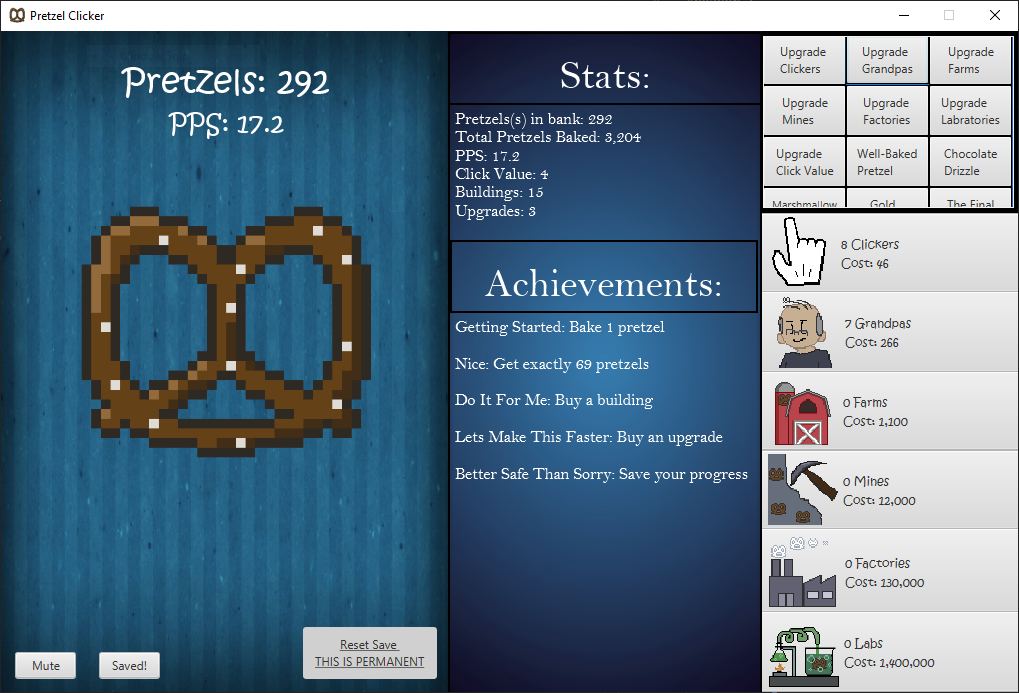 Pretzel Clicker
Pretzels: 292
PPS: 17.2
Mute
Saved!
Reset Save
THIS IS PERMANENT
Stats:
Pretzels(s) in bank: 292
Total Pretzels Baked: 3,204
PPS: 17.2
Click Value: 4
Buildings: 15
Upgrades: 3
Achievements:
Getting Started: Bake 1 pretzel
Nice: Get exactly 69 pretzels
Do It For Me: Buy a building
Lets Make This Faster: Buy an upgrade
Better Safe Than Sorry: Save your progress
Upgrade
Clickers
Upgrade
Grandpas
Upgrade
Farms
Upgrade
Mines
Upgrade
Factories
Upgrade
Labratories
Upgrade
Click Value
Well-Baked
Pretzel
Chocolate
Drizzle
Marshmallow
Gold
The Final
8 Clickers
Cost: 46
7 Grandpas
Cost: 266
0 Farms
Cost: 1,100
0 Mines
Cost: 12,000
0 Factories
Cost: 130,000
0 Labs
Cost: 1,400,000